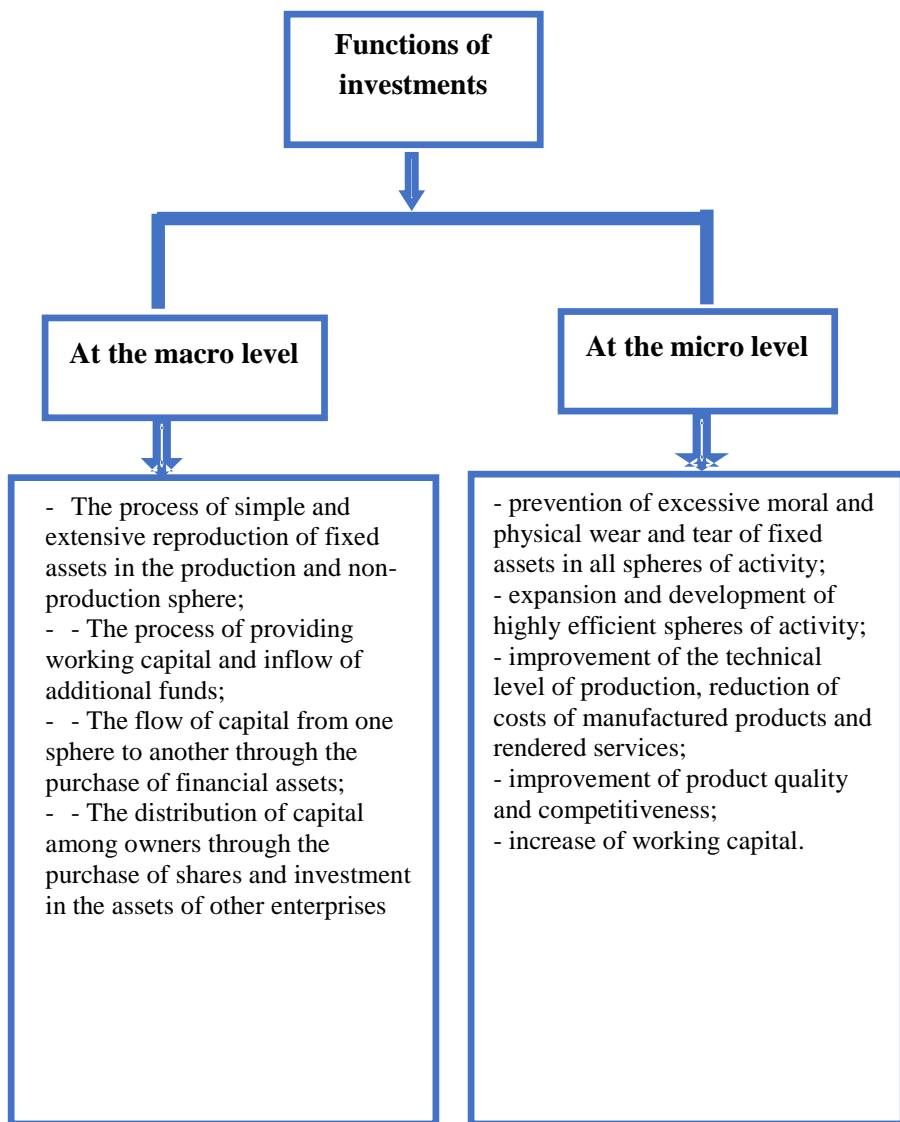 Functions of
investments
At the macro level
At the micro level
- The process of simple and
extensive reproduction of fixed
assets in the production and non-
production sphere;
- - The process of providing
working capital and inflow of
additional funds;
- - The flow of capital from one
sphere to another through the
purchase of financial assets;
- - The distribution of capital
among owners through the
purchase of shares and investment
in the assets of other enterprises
- prevention of excessive moral and
physical wear and tear of fixed
assets in all spheres of activity;
- expansion and development of
highly efficient spheres of activity;
- improvement of the technical
level of production, reduction of
costs of manufactured products and
rendered services;
- improvement of product quality
and competitiveness;
- increase of working capital.